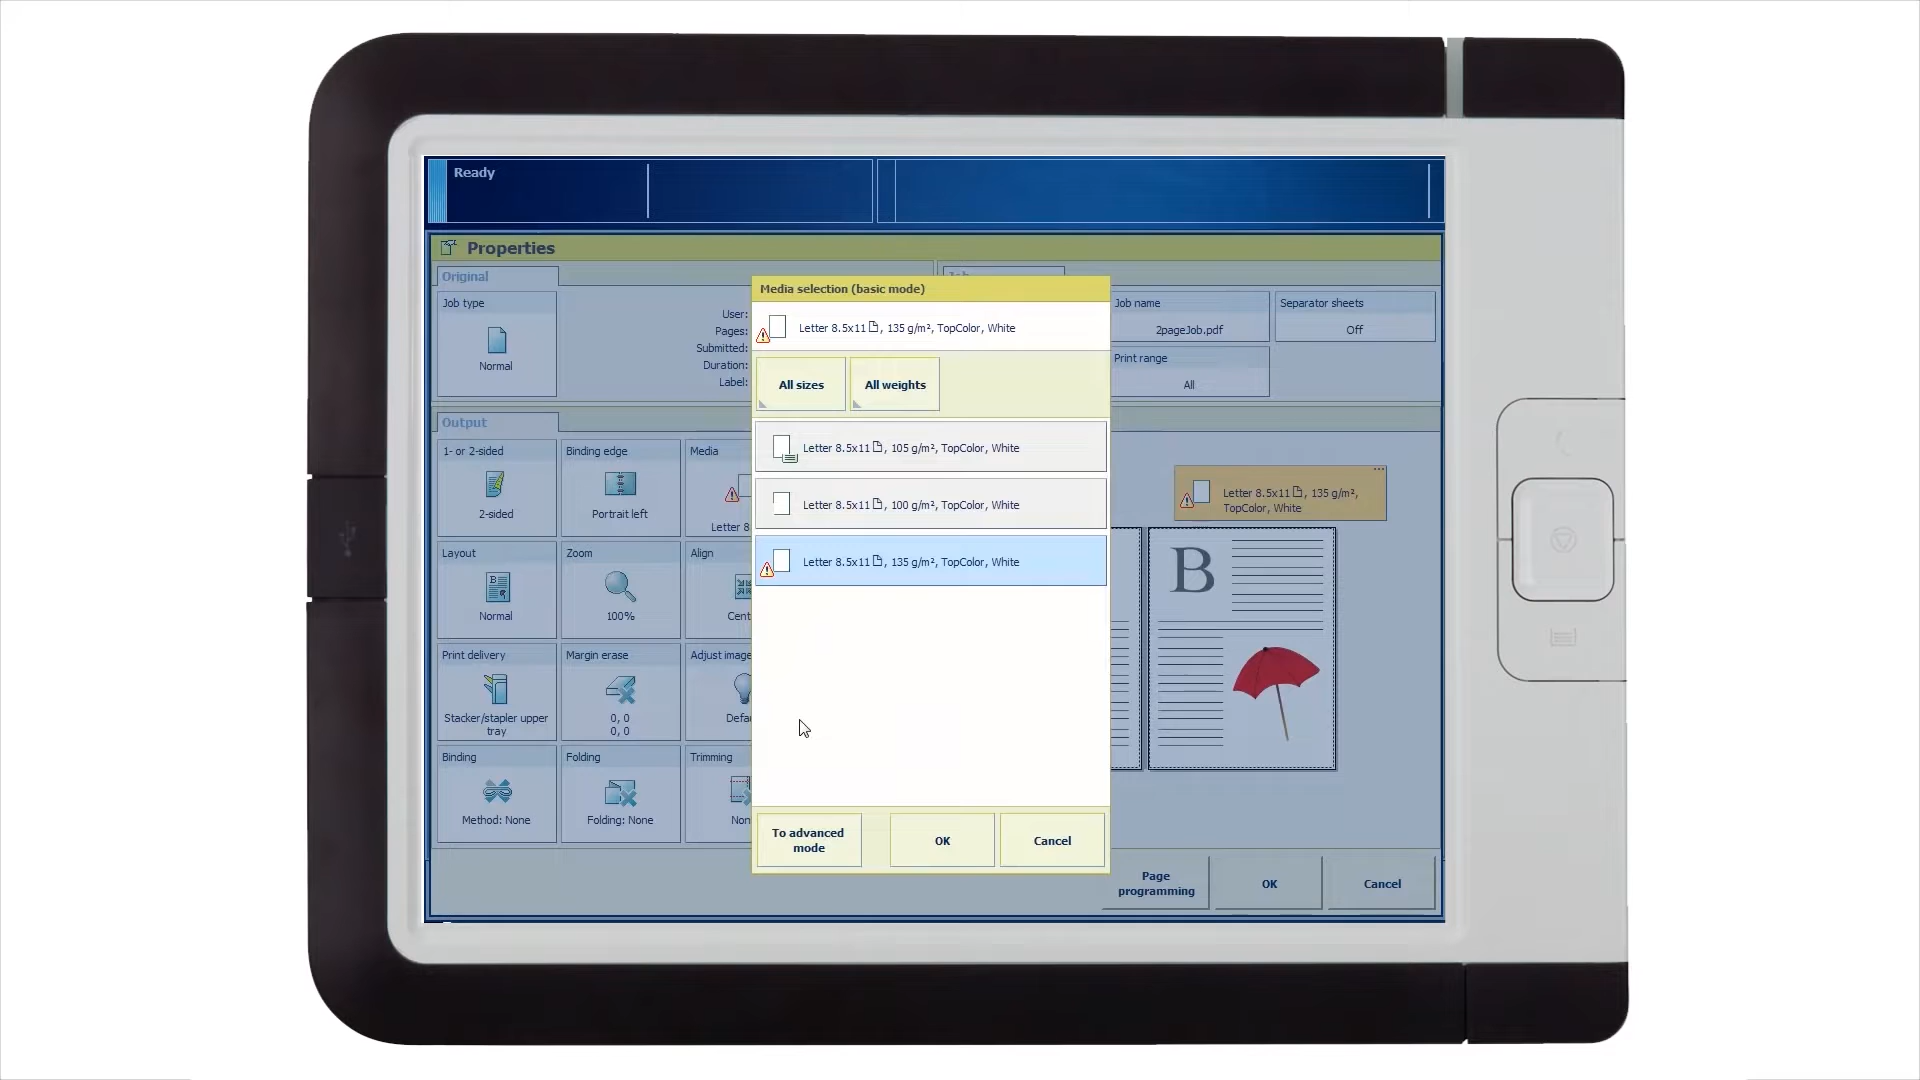 Ready
Properties
Original
Job type
Normal
User:
Pages:
Submitted:
Duration:
Label:
Job name
2pageJob.pdf
Separator sheets
Off
Print range
All
Output
1- or 2-sided
2-sided
Binding edge
Portrait left
Media
Letter 8
Layout
Normal
Zoom
100%
Align
Cent
Print delivery
Stacker/stapler upper
tray
Margin erase
0, 0
0, 0
Adjust image
Defau
Binding
Method: None
Folding
Folding: None
Trimming
Non
Media selection (basic mode)
Letter 8.5x11, 135 g/m², TopColor, White
All sizes
All weights
Letter 8.5x11, 105 g/m², TopColor, White
Letter 8.5x11, 100 g/m², TopColor, White
Letter 8.5x11, 135 g/m², TopColor, White
To advanced
mode
OK
Cancel
Letter 8.5x11, 135 g/m²,
TopColor, White
B
Page
programming
OK
Cancel